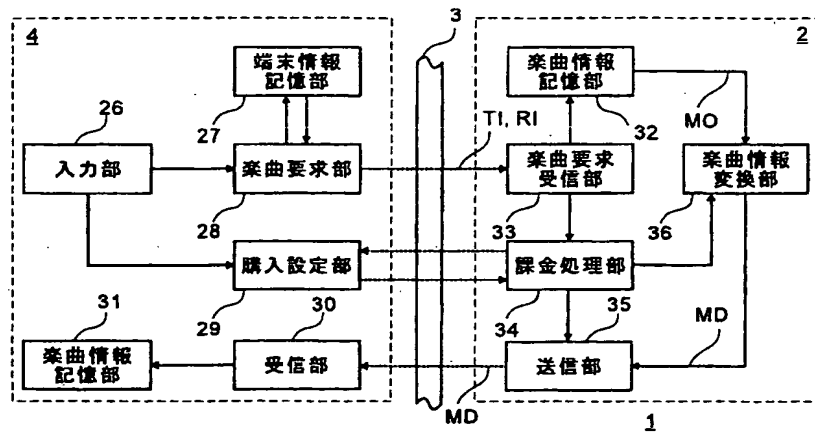 4
3
2
端末情報
記憶部
27
楽曲情報
記憶部
32
MO
26
入力部
楽曲要求部
28
TI, RI
楽曲要求
受信部
33
楽曲情報
変換部
36
購入設定部
29
課金処理部
34
31
楽曲情報
記憶部
30
受信部
MD
35
送信部
MD
1